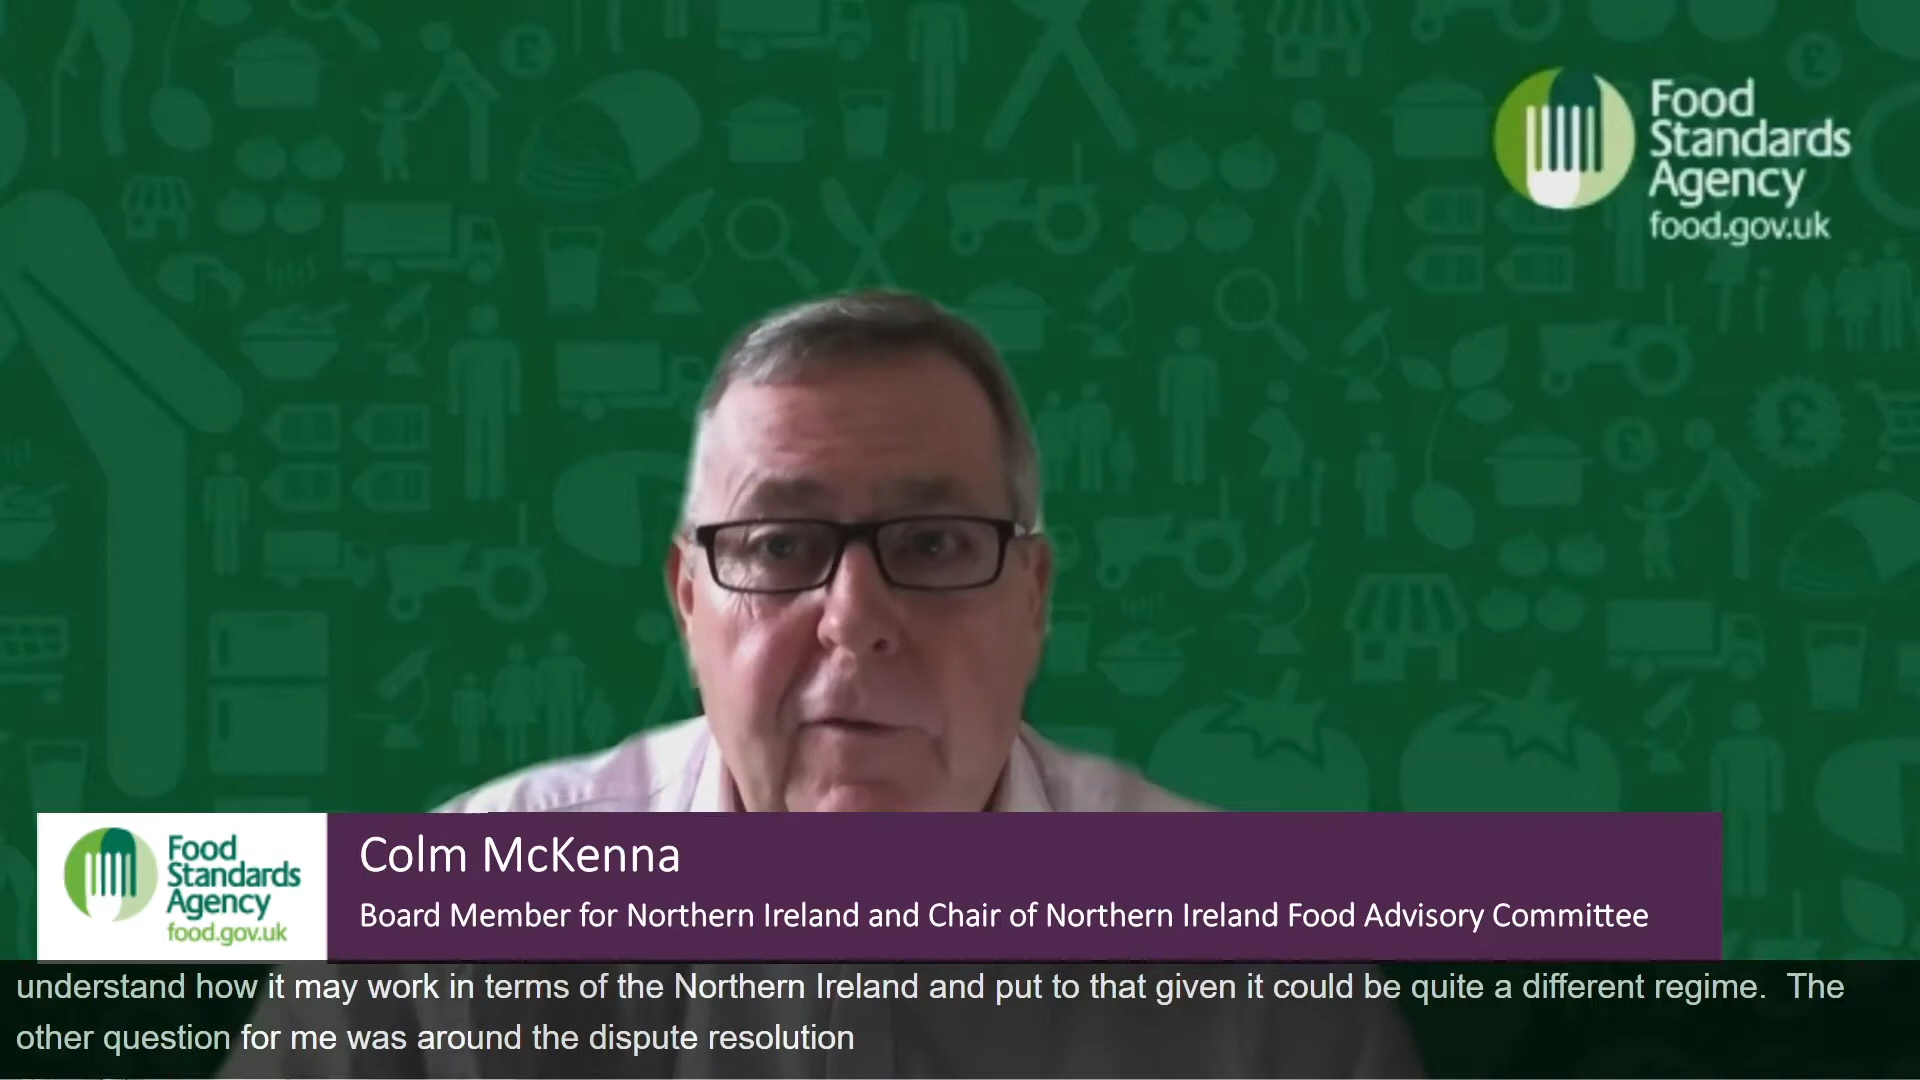 Food
Standards
Agency
food.gov.uk
Food
Standards
Agency
food.gov.uk
Colm McKenna
Board Member for Northern Ireland and Chair of Northern Ireland Food Advisory Committee
understand how it may work in terms of the Northern Ireland and put to that given it could be quite a different regime. The
other question for me was around the dispute resolution